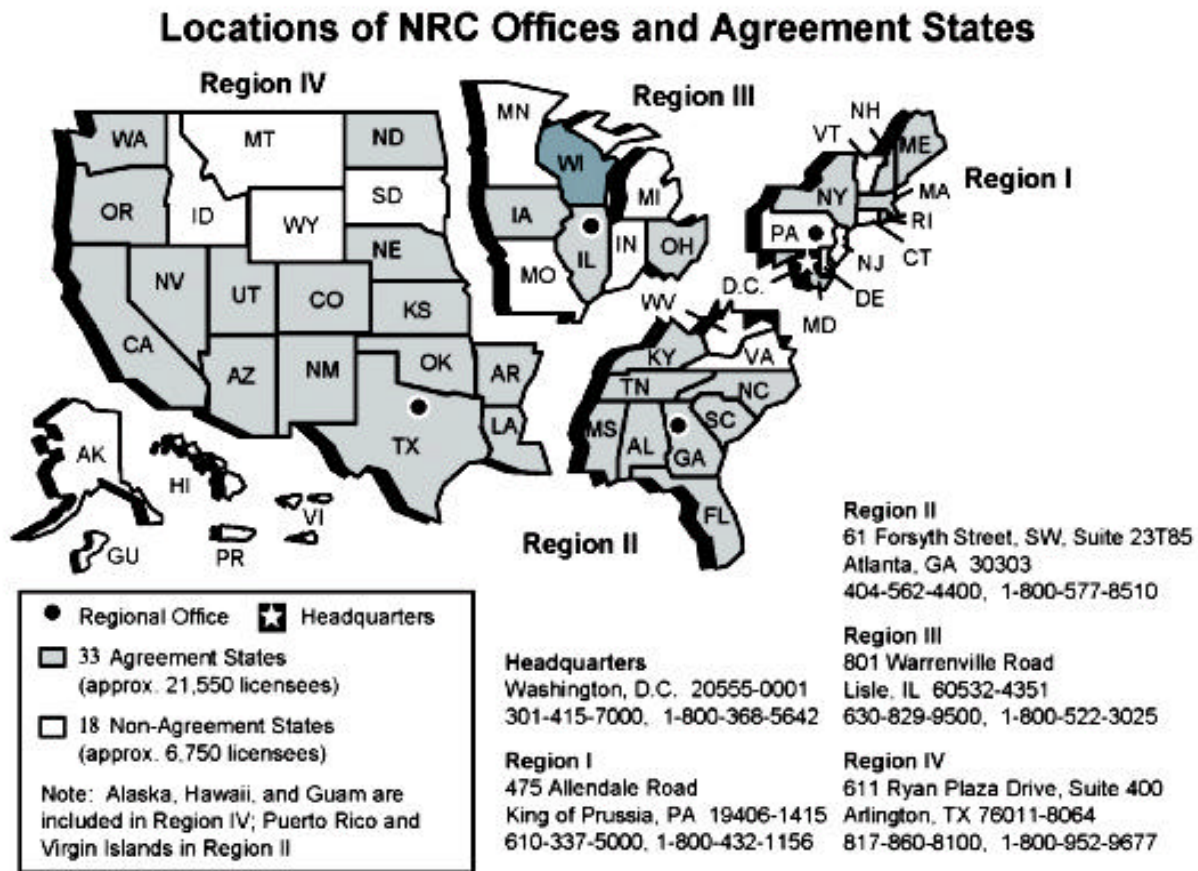 Locations of NRC Offices and Agreement States
Region IV
Region III
Region I
Region II
WA
MT
ND
OR
ID
SD
WY
NE
NV
UT
CO
KS
CA
AZ
NM
OK
AR
TX
LA
AK
HI
GU
PR
VI
MN
WI
MI
IA
IL
IN
OH
MO
NH
VT
ME
NY
MA
RI
CT
PA
NJ
DE
D.C.
MD
WV
KY
VA
TN
NC
SC
MS
AL
GA
FL
Regional Office
Headquarters
33 Agreement States
(approx. 21,550 licensees)
18 Non-Agreement States
(approx. 6,750 licensees)
Note: Alaska, Hawaii, and Guam are
included in Region IV; Puerto Rico and
Virgin Islands in Region II
Headquarters
Washington, D.C. 20555-0001
301-415-7000, 1-800-368-5642
Region I
475 Allendale Road
King of Prussia, PA 19406-1415
610-337-5000, 1-800-432-1156
Region II
61 Forsyth Street, SW, Suite 23T85
Atlanta, GA 30303
404-562-4400, 1-800-577-8510
Region III
801 Warrenville Road
Lisle, IL 60532-4351
630-829-9500, 1-800-522-3025
Region IV
611 Ryan Plaza Drive, Suite 400
Arlington, TX 76011-8064
817-860-8100, 1-800-952-9677